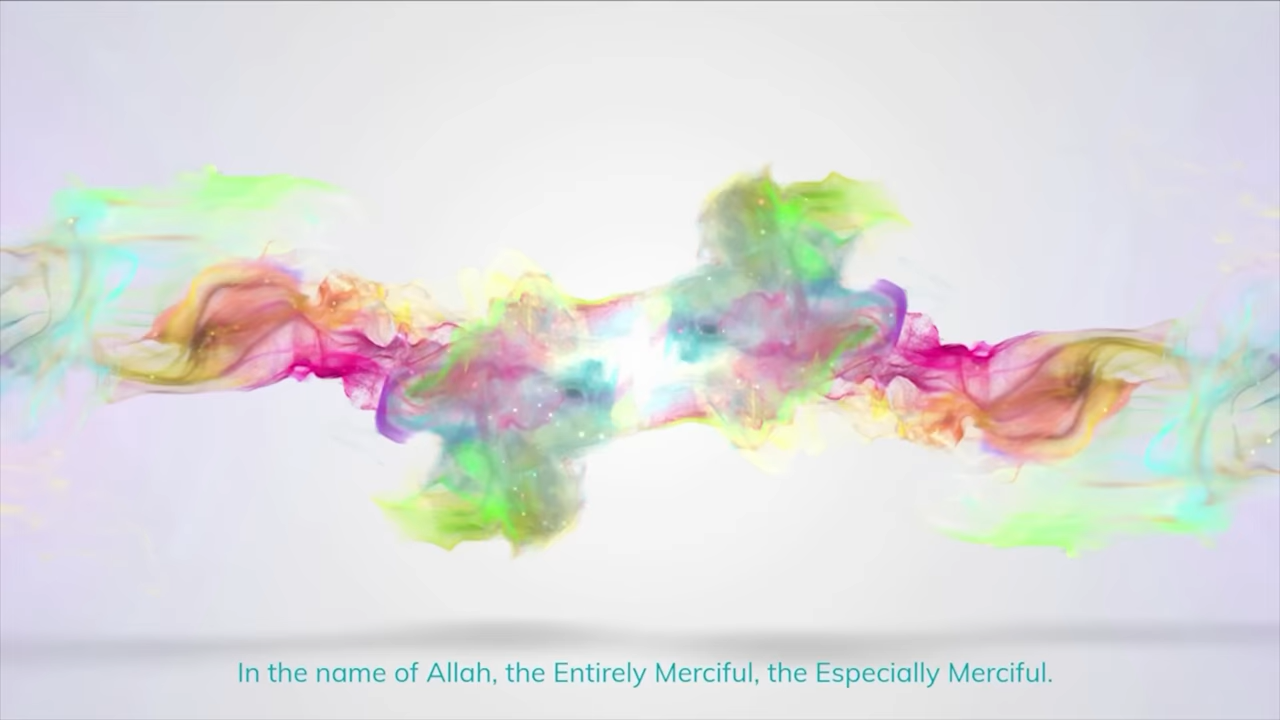 In the name of Allah, the Entirely Merciful, the Especially Merciful.